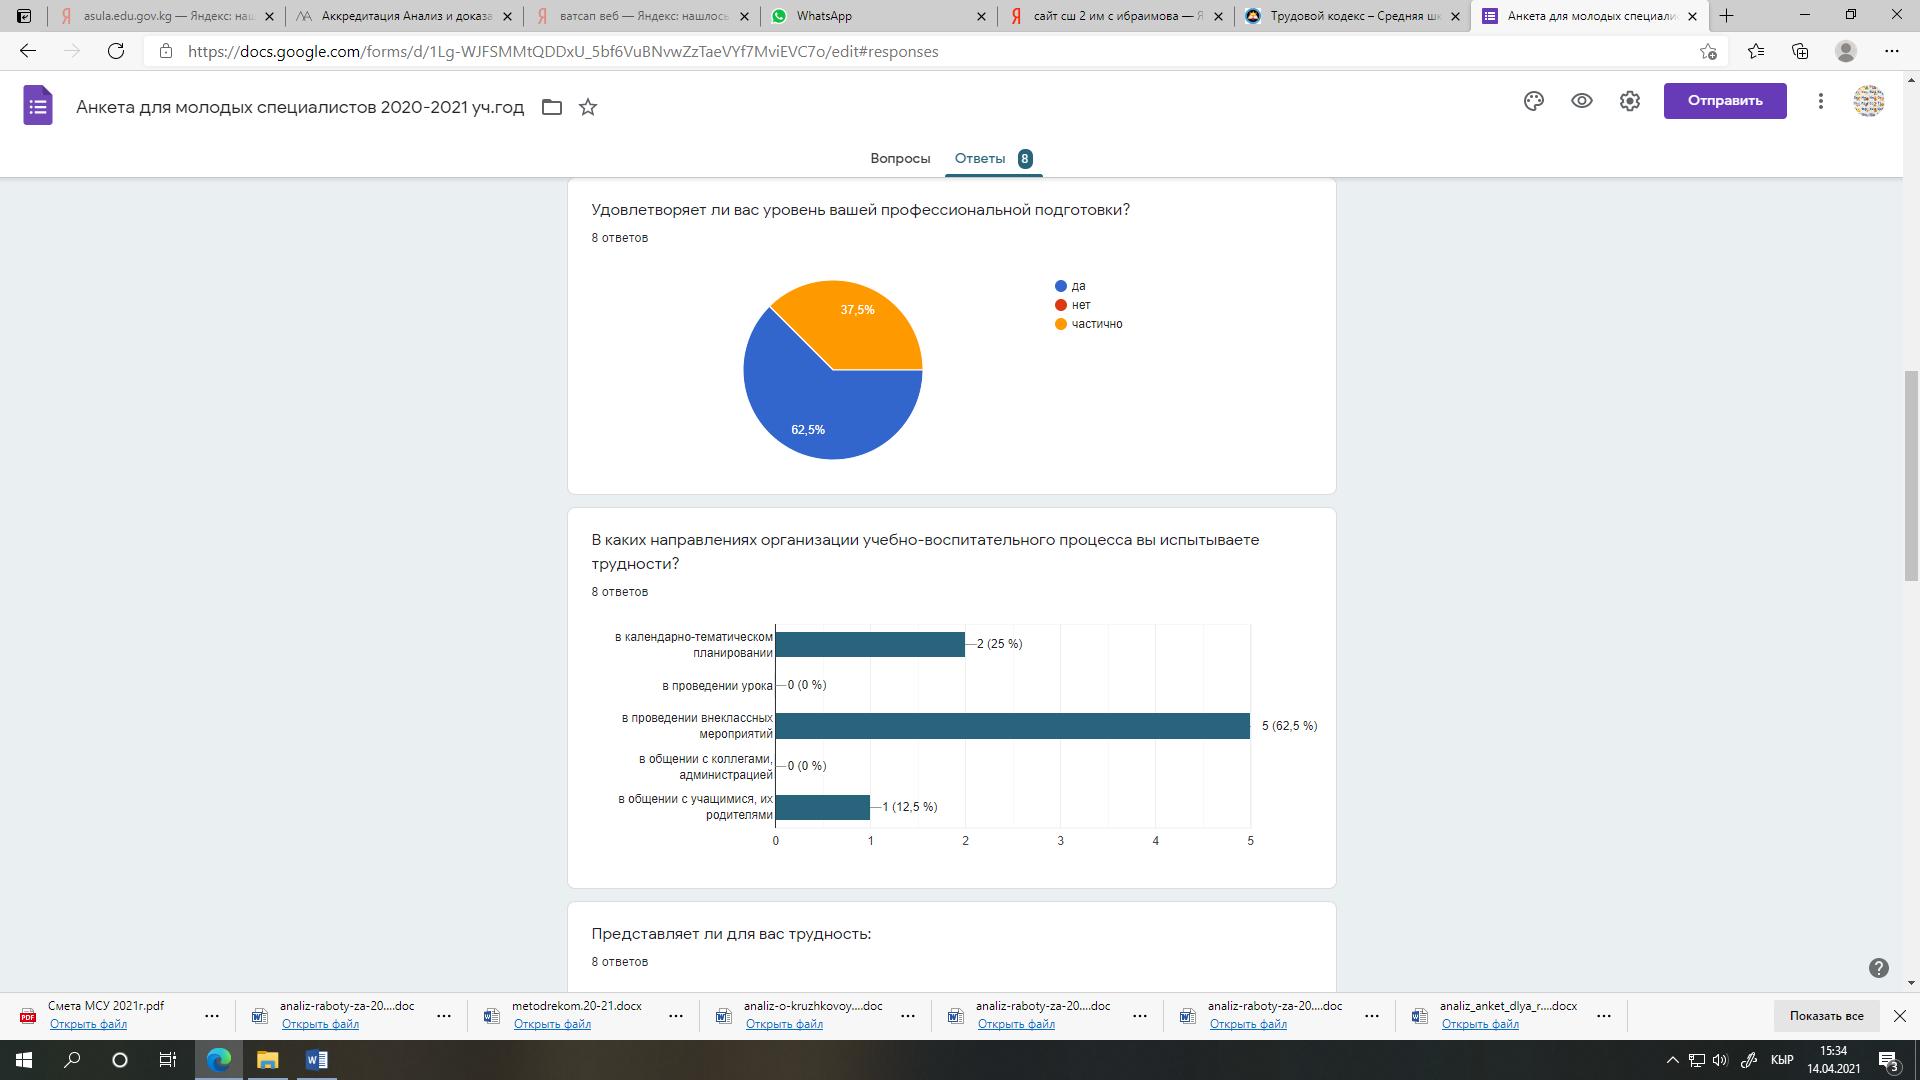 asula.edu.gov.kg — Яндекс: наш
Аккредитация Анализ и доказа
ватсап веб — Яндекс: нашлось
WhatsApp
сайт сш 2 им с ибраимова — Я
Трудовой кодекс – Средняя шк
Анкета для молодых специали
https://docs.google.com/forms/d/1Lg-WJFSMMtQDDxU_5bf6VuBNvwZzTaeVYf7MviEVC7o/edit#responses
Анкета для молодых специалистов 2020-2021 уч.год
Отправить
Вопросы
Ответы 8
Удовлетворяет ли вас уровень вашей профессиональной подготовки?
8 ответов
да
нет
частично
37,5%
62,5%
В каких направлениях организации учебно-воспитательного процесса вы испытываете
трудности?
8 ответов
в календарно-тематическом
планировании
2 (25 %)
в проведении урока
0 (0 %)
в проведении внеклассных
мероприятий
5 (62,5 %)
в общении с коллегами,
администрацией
0 (0 %)
в общении с учащимися, их
родителями
1 (12,5 %)
0 1 2 3 4 5
Представляет ли для вас трудность:
8 ответов
Смета МСУ 2021г.pdf
Открыть файл
analiz-raboty-za-20....doc
Открыть файл
metodrekom.20-21.docx
Открыть файл
analiz-o-kruzhkovoy....doc
Открыть файл
analiz-raboty-za-20....doc
Открыть файл
analiz-raboty-za-20....doc
Открыть файл
analiz_anket_dlya_r....docx
Открыть файл
Показать все
КЫР
15:34
14.04.2021
3